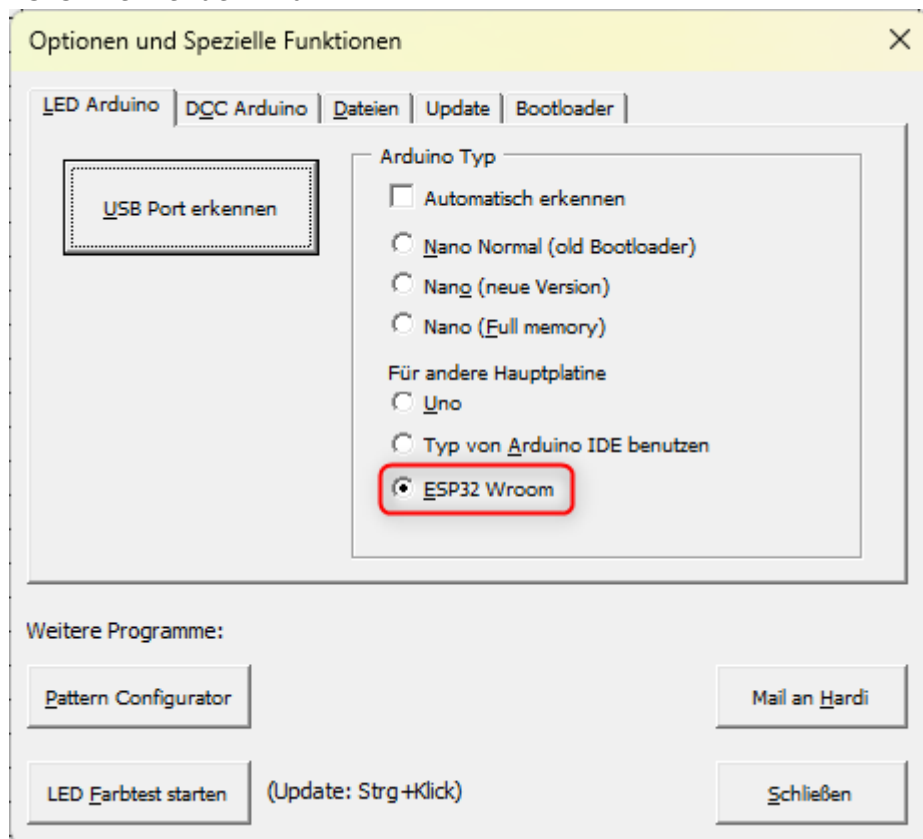 Optionen und Spezielle Funktionen
LED Arduino DCC Arduino Dateien Update Bootloader
USB Port erkennen
Arduino Typ
Automatisch erkennen
Nano Normal (old Bootloader)
Nano (neue Version)
Nano (Full memory)
Für andere Hauptplatine
Uno
Typ von Arduino IDE benutzen
ESP32 Wroom
Weitere Programme:
Pattern Configurator
Mail an Hardi
LED Farbtest starten
(Update: Strg+Klick)
Schließen